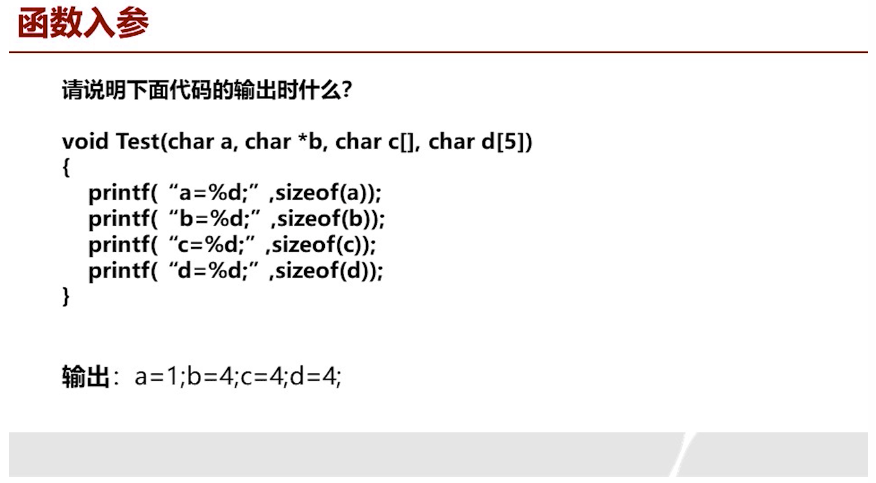 函数入参
请说明下面代码的输出时什么？
void Test(char a, char *b, char c[], char d[5])
{
printf( “a=%d;” ,sizeof(a));
printf( “b=%d;” ,sizeof(b));
printf( “c=%d;” ,sizeof(c));
printf( “d=%d;” ,sizeof(d));
}
输出：a=1;b=4;c=4;d=4;